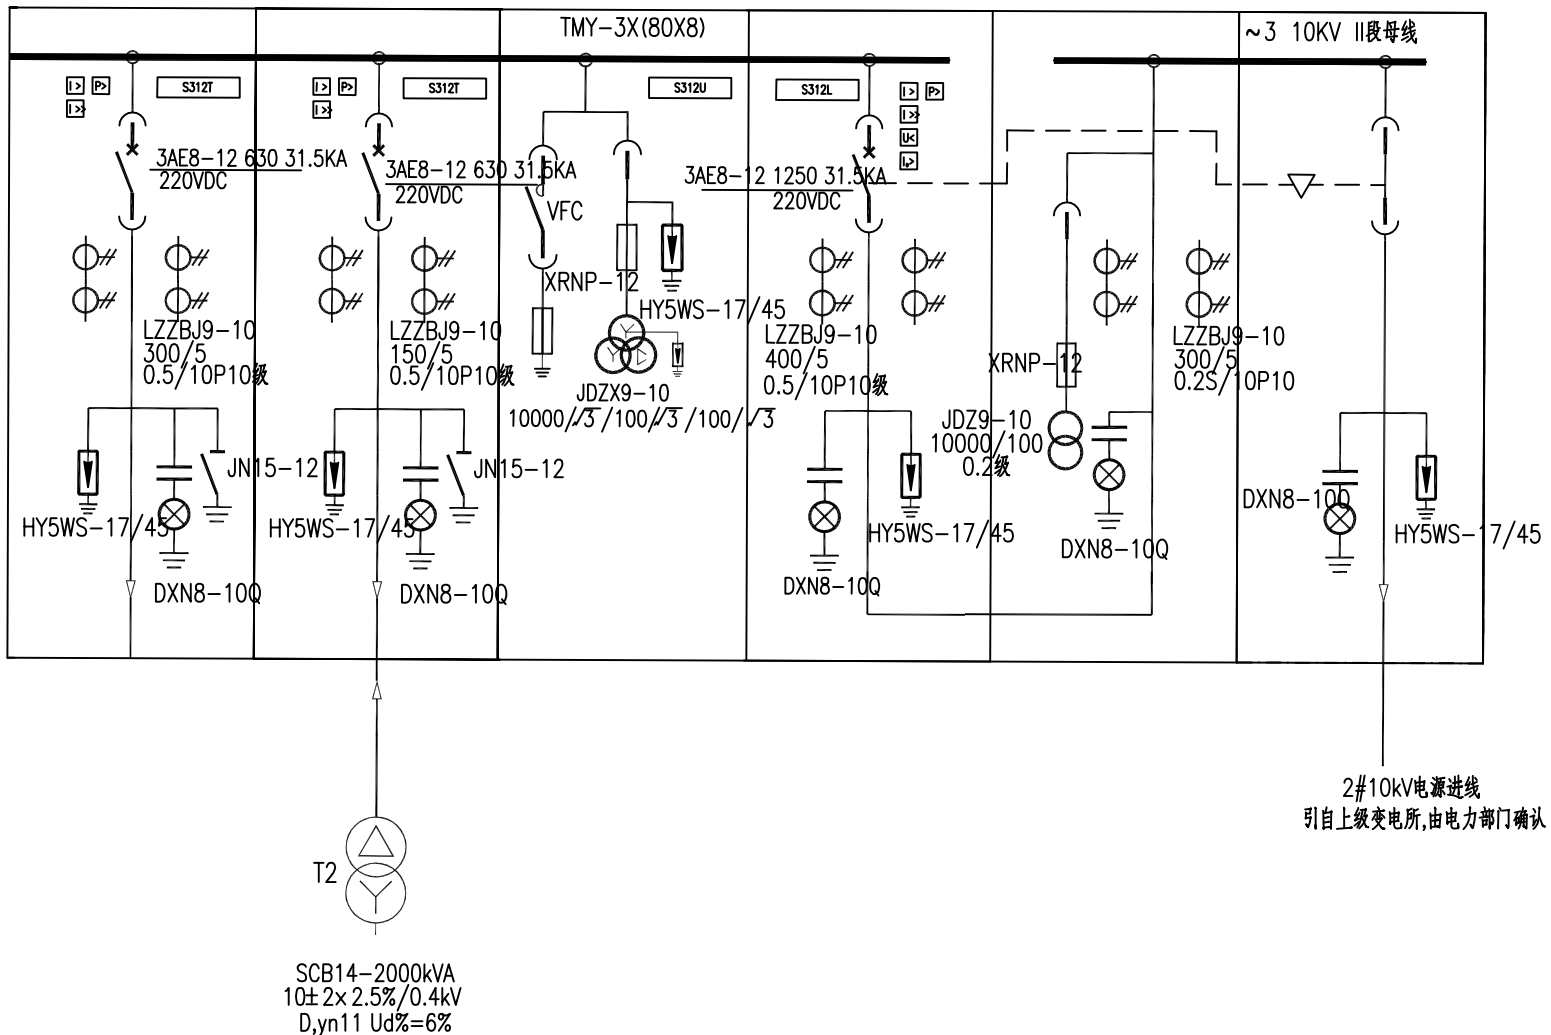 TMY-3X(80X8)
~3 10KV II段母线
I> P>
I>>
S312T
I> P>
I>>
S312T
S312U
S312L
I> P>
I>>
U<
3AE8-12 630 31.5KA
220VDC
3AE8-12 630 31.5KA
220VDC
VFC
3AE8-12 1250 31.5KA
220VDC
XRNP-12
HY5WS-17/45
LZZBJ9-10
300/5
0.5/10P10级
LZZBJ9-10
150/5
0.5/10P10级
JDZX9-10
10000/√3/100/√3/100/√3
LZZBJ9-10
400/5
0.5/10P10级
XRNP-12
LZZBJ9-10
300/5
0.2S/10P10
JDZ9-10
10000/100
0.2级
JN15-12
HY5WS-17/45
DXN8-10Q
JN15-12
HY5WS-17/45
DXN8-10Q
HY5WS-17/45
DXN8-10Q
DXN8-10Q
DXN8-10Q
HY5WS-17/45
2#10kV电源进线
引自上级变电所,由电力部门确认
T2
SCB14-2000kVA
10±2x2.5%/0.4kV
D,yn11 Ud%=6%